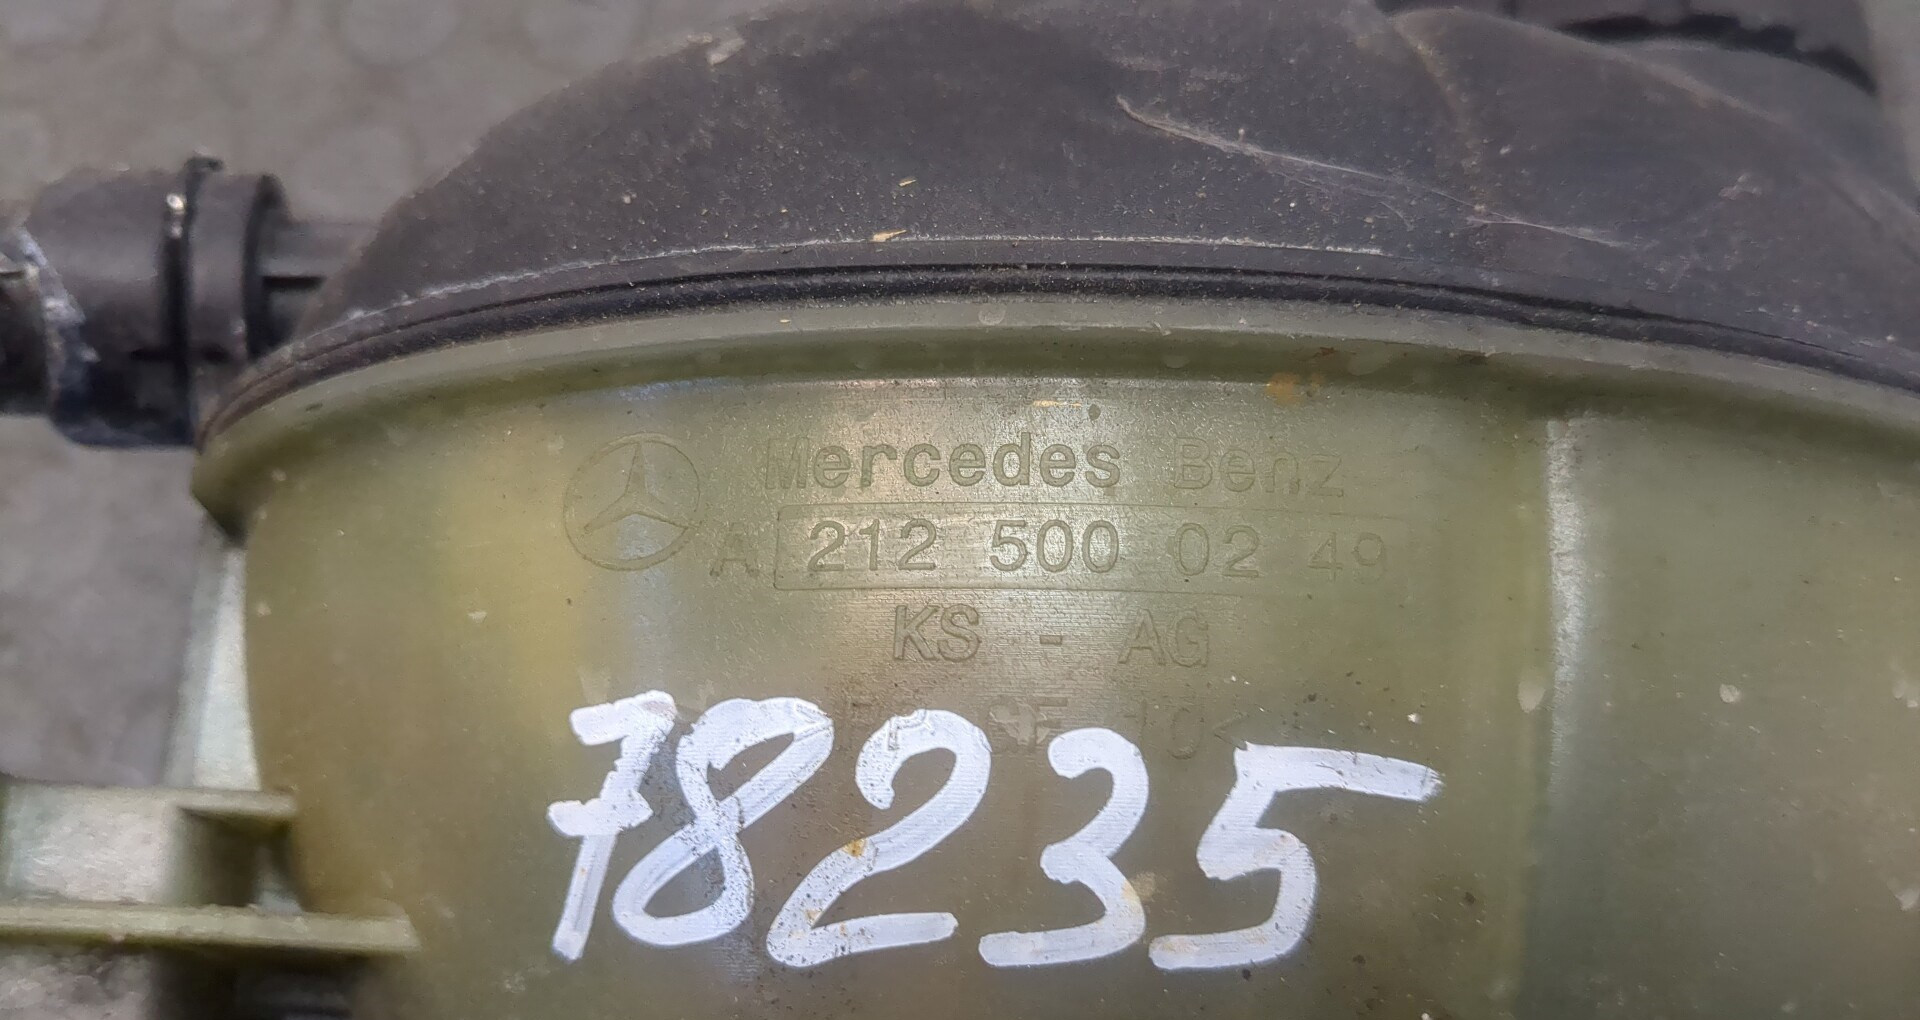 Mercedes Benz
A 212 500 02 49
KS - AG
78235